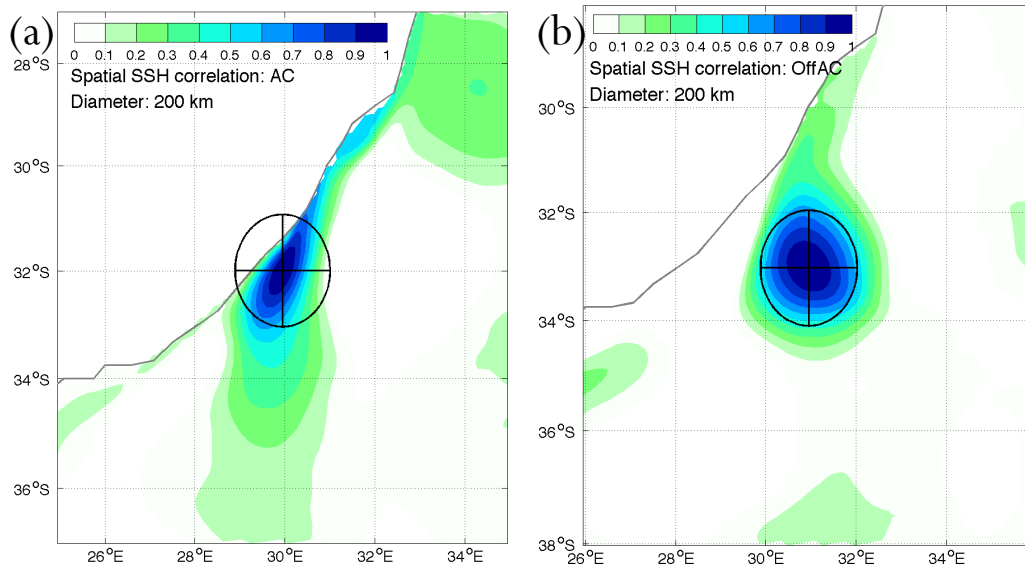 (a)
0 0.1 0.2 0.3 0.4 0.5 0.6 0.7 0.8 0.9 1
Spatial SSH correlation: AC
Diameter: 200 km
28°S
30°S
32°S
34°S
36°S
26°E 28°E 30°E 32°E 34°E
(b)
0 0.1 0.2 0.3 0.4 0.5 0.6 0.7 0.8 0.9 1
Spatial SSH correlation: OffAC
Diameter: 200 km
30°S
32°S
34°S
36°S
38°S
26°E 28°E 30°E 32°E 34°E